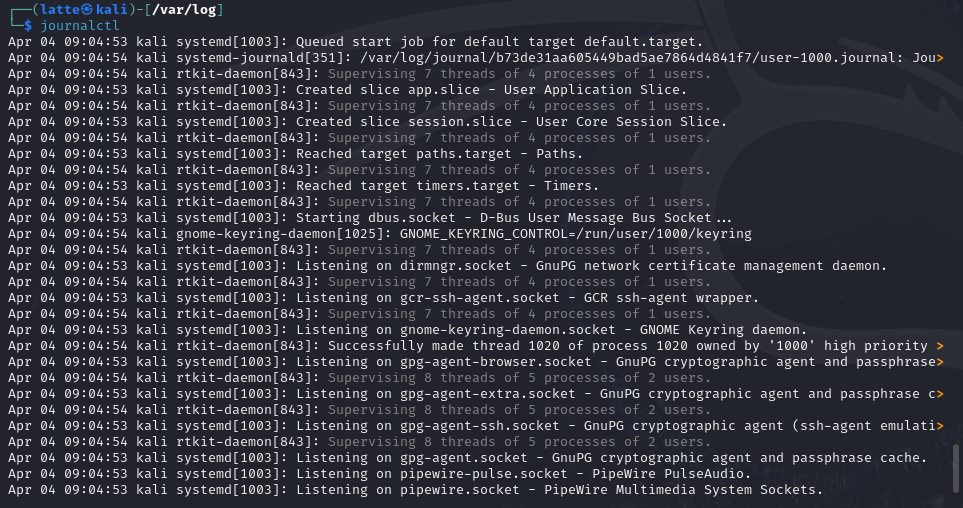 ┌──(latte㉿kali)-[/var/log]
└─$ journalctl
Apr 04 09:04:53 kali systemd[1003]: Queued start job for default target default.target.
Apr 04 09:04:54 kali systemd-journald[351]: /var/log/journal/b73de31aa605449bad5ae7864d4841f7/user-1000.journal: Jou>
Apr 04 09:04:54 kali rtkit-daemon[843]: Supervising 7 threads of 4 processes of 1 users.
Apr 04 09:04:53 kali systemd[1003]: Created slice app.slice - User Application Slice.
Apr 04 09:04:54 kali rtkit-daemon[843]: Supervising 7 threads of 4 processes of 1 users.
Apr 04 09:04:53 kali systemd[1003]: Created slice session.slice - User Core Session Slice.
Apr 04 09:04:54 kali rtkit-daemon[843]: Supervising 7 threads of 4 processes of 1 users.
Apr 04 09:04:53 kali systemd[1003]: Reached target paths.target - Paths.
Apr 04 09:04:54 kali rtkit-daemon[843]: Supervising 7 threads of 4 processes of 1 users.
Apr 04 09:04:53 kali systemd[1003]: Reached target timers.target - Timers.
Apr 04 09:04:54 kali rtkit-daemon[843]: Supervising 7 threads of 4 processes of 1 users.
Apr 04 09:04:53 kali systemd[1003]: Starting dbus.socket - D-Bus User Message Bus Socket...
Apr 04 09:04:54 kali gnome-keyring-daemon[1025]: GNOME_KEYRING_CONTROL=/run/user/1000/keyring
Apr 04 09:04:54 kali rtkit-daemon[843]: Supervising 7 threads of 4 processes of 1 users.
Apr 04 09:04:53 kali systemd[1003]: Listening on dirmngr.socket - GnuPG network certificate management daemon.
Apr 04 09:04:54 kali rtkit-daemon[843]: Supervising 7 threads of 4 processes of 1 users.
Apr 04 09:04:53 kali systemd[1003]: Listening on gcr-ssh-agent.socket - GCR ssh-agent wrapper.
Apr 04 09:04:54 kali rtkit-daemon[843]: Supervising 7 threads of 4 processes of 1 users.
Apr 04 09:04:53 kali systemd[1003]: Listening on gnome-keyring-daemon.socket - GNOME Keyring daemon.
Apr 04 09:04:54 kali rtkit-daemon[843]: Successfully made thread 1020 of process 1020 owned by '1000' high priority >
Apr 04 09:04:53 kali systemd[1003]: Listening on gpg-agent-browser.socket - GnuPG cryptographic agent and passphrase>
Apr 04 09:04:54 kali rtkit-daemon[843]: Supervising 8 threads of 5 processes of 2 users.
Apr 04 09:04:53 kali systemd[1003]: Listening on gpg-agent-extra.socket - GnuPG cryptographic agent and passphrase c>
Apr 04 09:04:54 kali rtkit-daemon[843]: Supervising 8 threads of 5 processes of 2 users.
Apr 04 09:04:53 kali systemd[1003]: Listening on gpg-agent-ssh.socket - GnuPG cryptographic agent (ssh-agent emulati>
Apr 04 09:04:54 kali rtkit-daemon[843]: Supervising 8 threads of 5 processes of 2 users.
Apr 04 09:04:53 kali systemd[1003]: Listening on gpg-agent.socket - GnuPG cryptographic agent and passphrase cache.
Apr 04 09:04:53 kali systemd[1003]: Listening on pipewire-pulse.socket - PipeWire PulseAudio.
Apr 04 09:04:53 kali systemd[1003]: Listening on pipewire.socket - PipeWire Multimedia System Sockets.